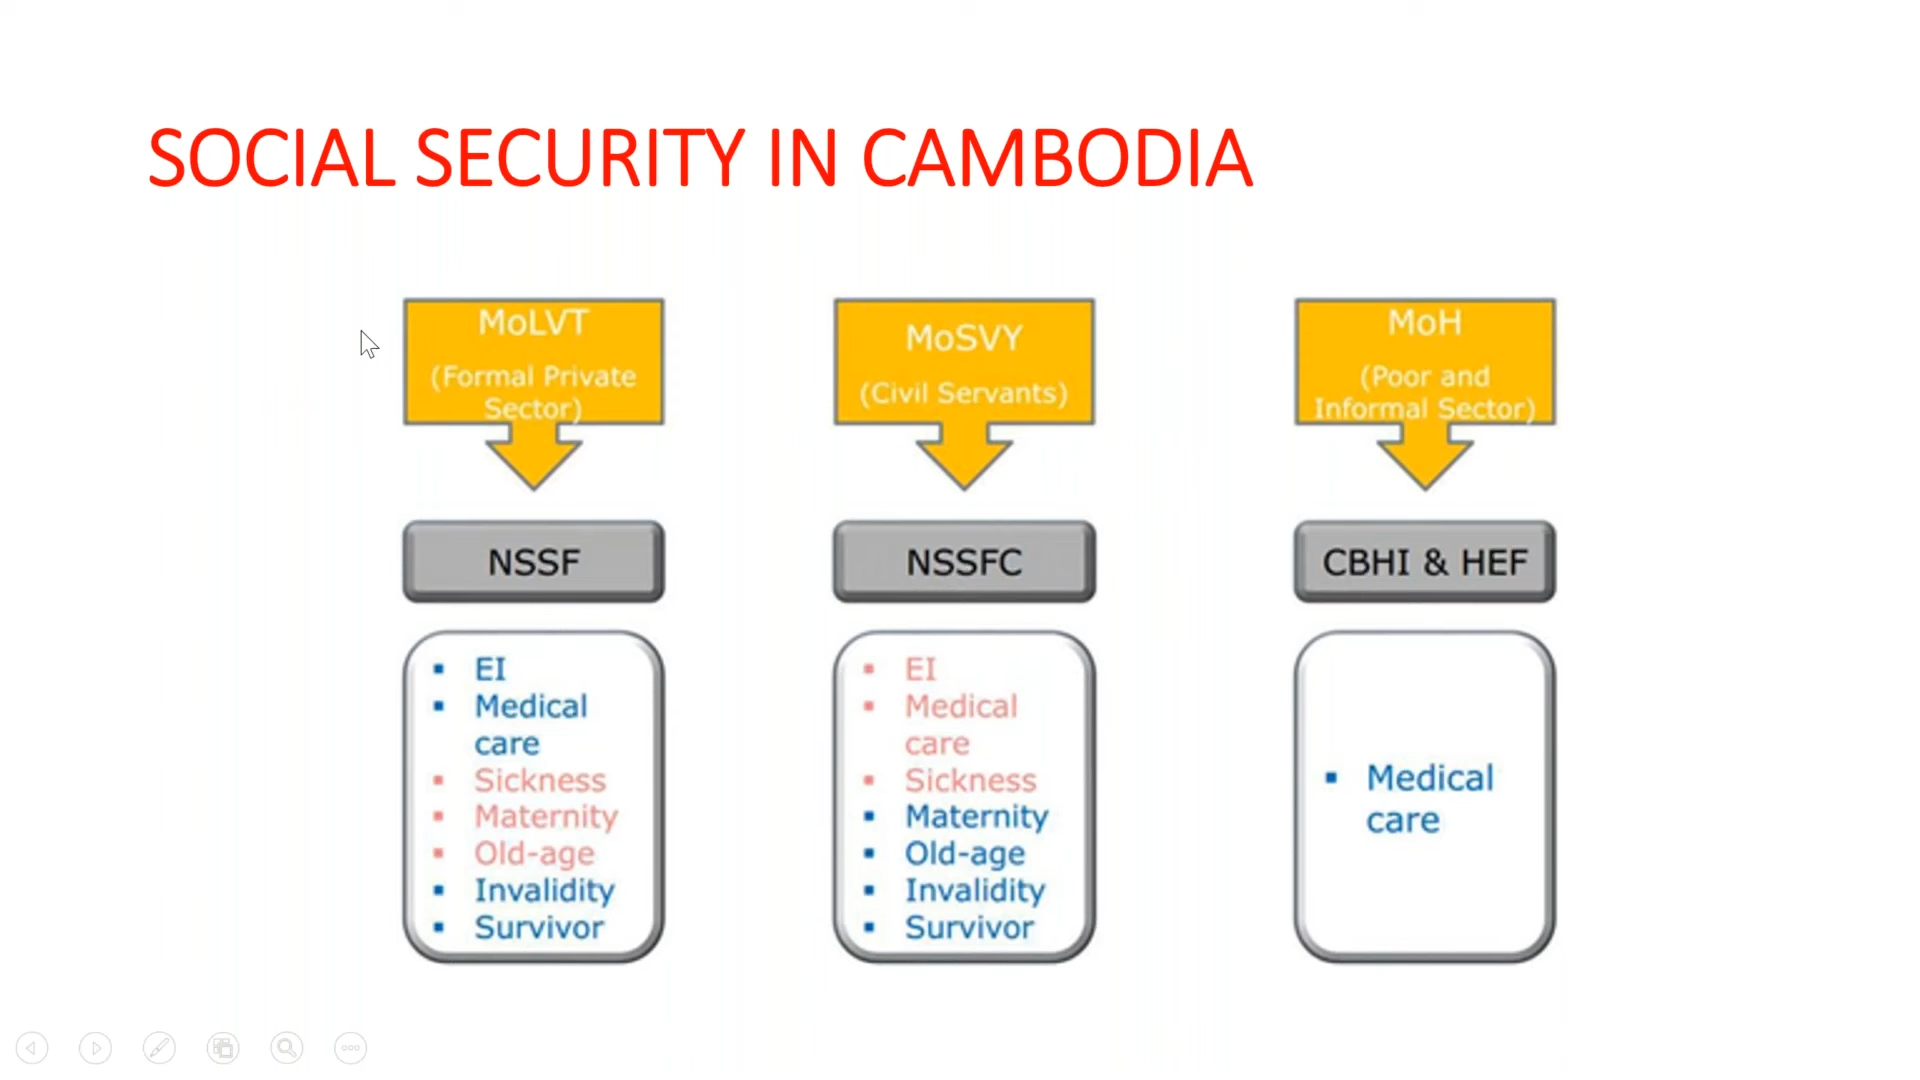 SOCIAL SECURITY IN CAMBODIA
MoLVT
(Formal Private
Sector)
NSSF
▪ EI
▪ Medical
care
▪ Sickness
▪ Maternity
▪ Old-age
▪ Invalidity
▪ Survivor
MoSVY
(Civil Servants)
NSSFC
▪ EI
▪ Medical
care
▪ Sickness
▪ Maternity
▪ Old-age
▪ Invalidity
▪ Survivor
MoH
(Poor and
Informal Sector)
CBHI & HEF
▪ Medical
care